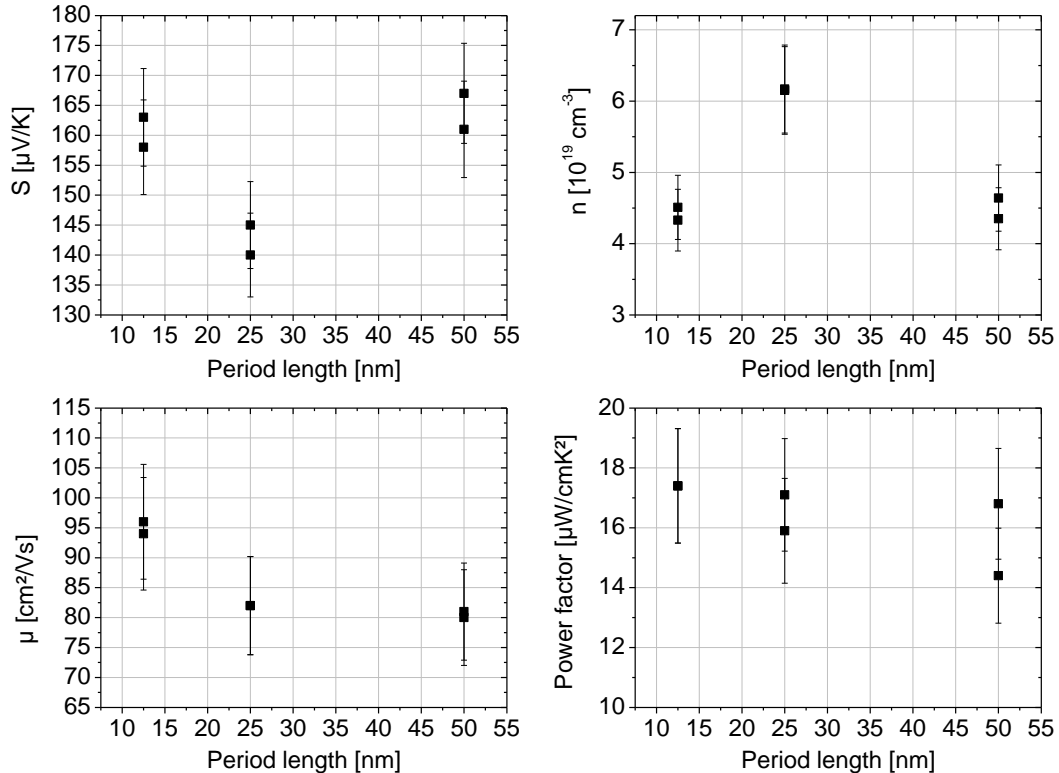 180
175
170
165
160
155
150
145
140
135
130
S [µV/K]
10 15 20 25 30 35 40 45 50 55
Period length [nm]
7
6
5
4
3
n [10¹⁹ cm⁻³]
10 15 20 25 30 35 40 45 50 55
Period length [nm]
115
110
105
100
95
90
85
80
75
70
65
µ [cm²/Vs]
10 15 20 25 30 35 40 45 50 55
Period length [nm]
20
18
16
14
12
10
Power factor [µW/cmK²]
10 15 20 25 30 35 40 45 50 55
Period length [nm]